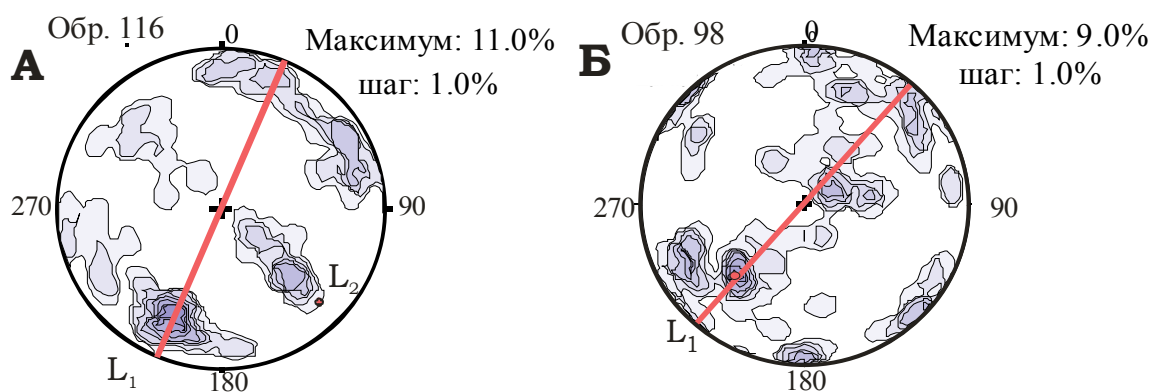 А
Обр. 116
0
Максимум: 11.0%
шаг: 1.0%
270
90
L₂
L₁
180
Б
Обр. 98
0
Максимум: 9.0%
шаг: 1.0%
270
90
L₁
180